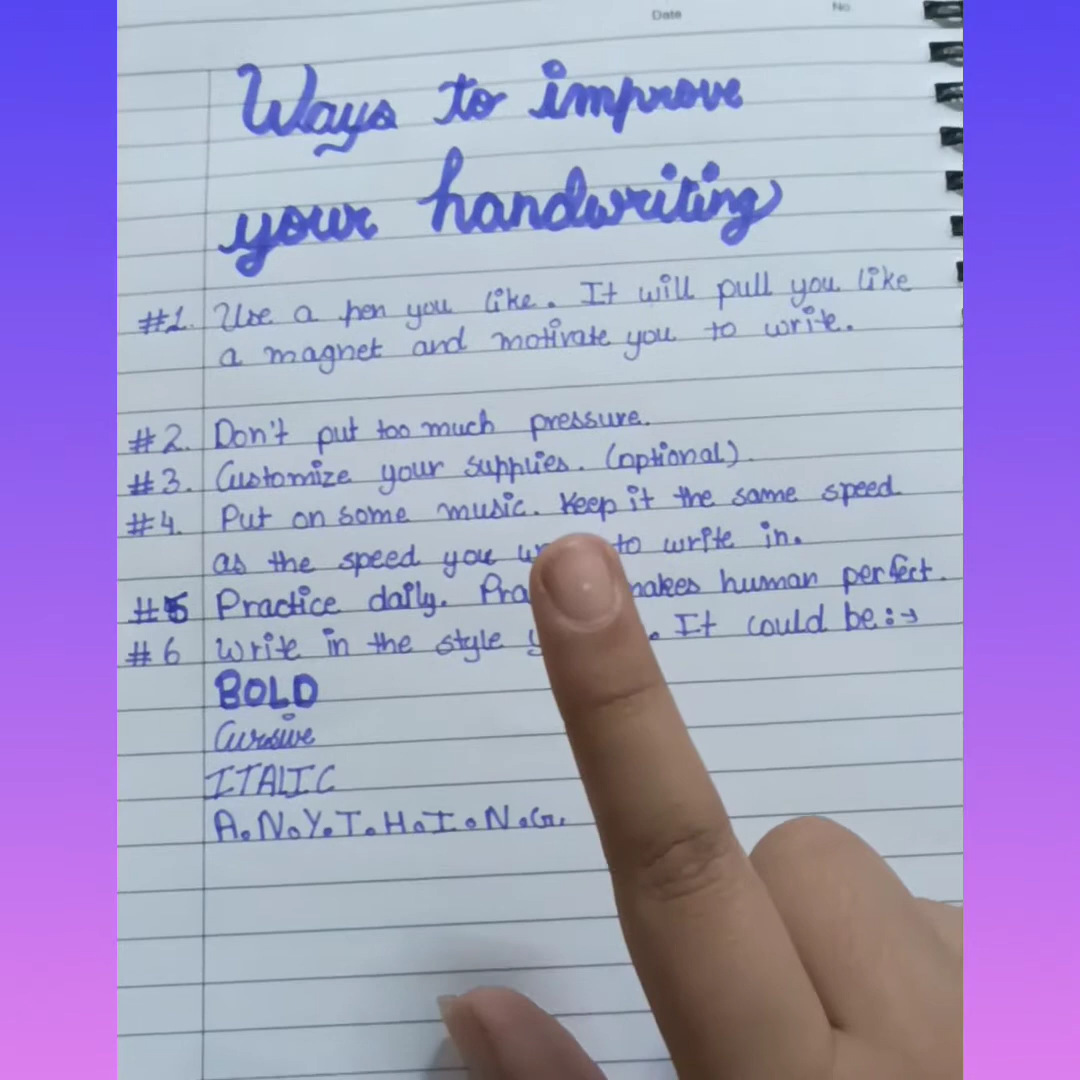 Date No
Ways to improve
your handwriting
#1. Use a pen you like. It will pull you like
a magnet and motivate you to write.
#2. Don't put too much pressure.
#3. Customize your supplies. (optional).
#4. Put on some music. Keep it the same speed
as the speed you to write in.
#5 Practice daily. makes human perfect.
#6 Write in the style . It could be:→
BOLD
Cursive
ITALIC
A.N.Y.T.H.I.N.G.